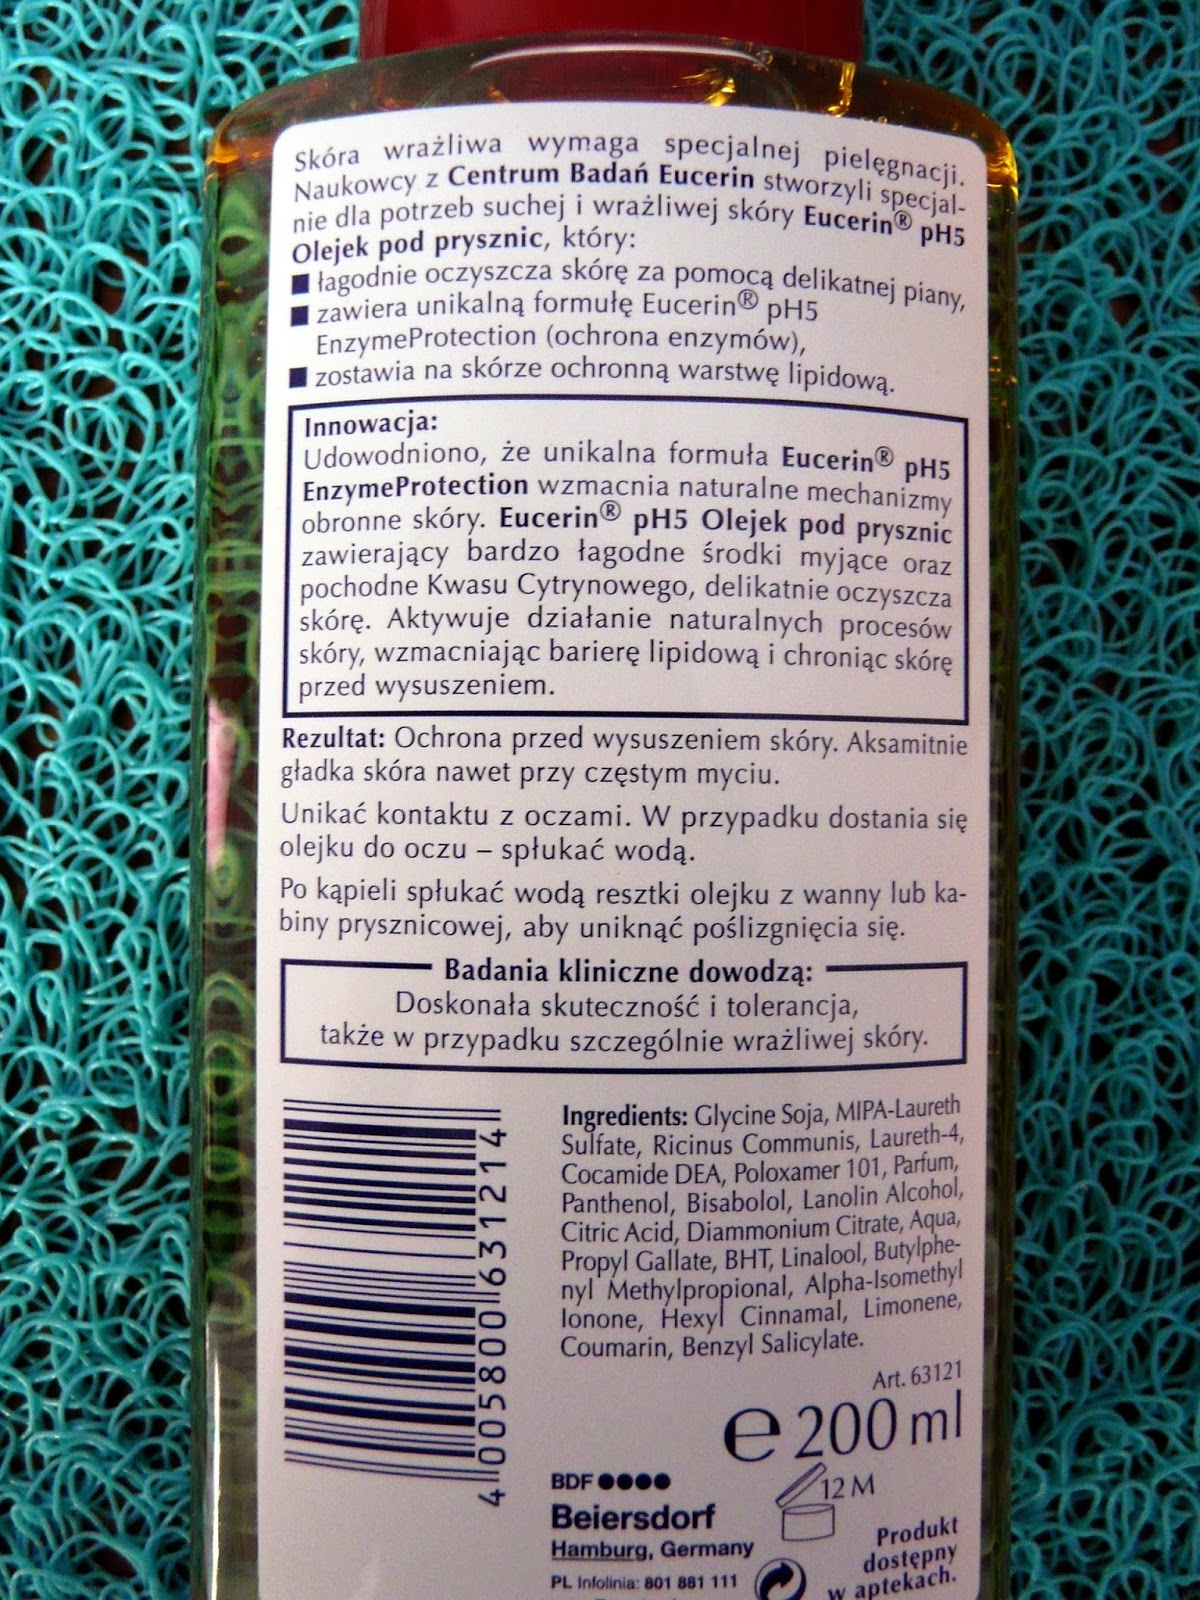 Skóra wrażliwa wymaga specjalnej pielęgnacji.
Naukowcy z Centrum Badań Eucerin stworzyli specjal-
nie dla potrzeb suchej i wrażliwej skóry Eucerin® pH5
Olejek pod prysznic, który:
■ łagodnie oczyszcza skórę za pomocą delikatnej piany,
■ zawiera unikalną formułę Eucerin® pH5
EnzymeProtection (ochrona enzymów),
■ zostawia na skórze ochronną warstwę lipidową.
Innowacja:
Udowodniono, że unikalna formuła Eucerin® pH5
EnzymeProtection wzmacnia naturalne mechanizmy
obronne skóry. Eucerin® pH5 Olejek pod prysznic
zawierający bardzo łagodne środki myjące oraz
pochodne Kwasu Cytrynowego, delikatnie oczyszcza
skórę. Aktywuje działanie naturalnych procesów
skóry, wzmacniając barierę lipidową i chroniąc skórę
przed wysuszeniem.
Rezultat: Ochrona przed wysuszeniem skóry. Aksamitnie
gładka skóra nawet przy częstym myciu.
Unikać kontaktu z oczami. W przypadku dostania się
olejku do oczu – spłukać wodą.
Po kąpieli spłukać wodą resztki olejku z wanny lub ka-
biny prysznicowej, aby uniknąć poślizgnięcia się.
Badania kliniczne dowodzą:
Doskonała skuteczność i tolerancja,
także w przypadku szczególnie wrażliwej skóry.
4 005800 631214
Ingredients: Glycine Soja, MIPA-Laureth
Sulfate, Ricinus Communis, Laureth-4,
Cocamide DEA, Poloxamer 101, Parfum,
Panthenol, Bisabolol, Lanolin Alcohol,
Citric Acid, Diammonium Citrate, Aqua,
Propyl Gallate, BHT, Linalool, Butylphe-
nyl Methylpropional, Alpha-Isomethyl
Ionone, Hexyl Cinnamal, Limonene,
Coumarin, Benzyl Salicylate.
Art. 63121
℮ 200 ml
12 M
BDF ●●●●
Beiersdorf
Hamburg, Germany
PL Infolinia: 801 881 111
Produkt
dostępny
w aptekach.